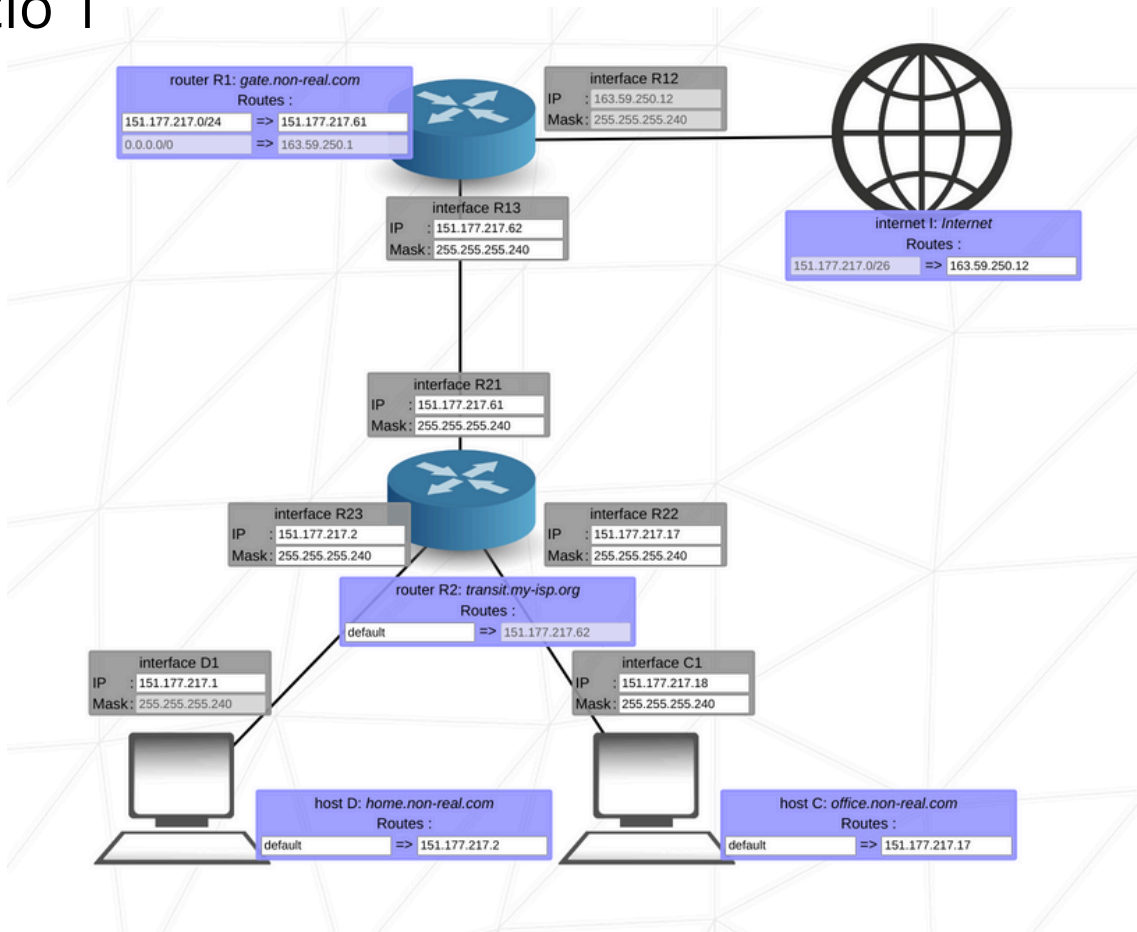 router R1: gate.non-real.com
Routes :
151.177.217.0/24 => 151.177.217.61
0.0.0.0/0 => 163.59.250.1
interface R12
IP : 163.59.250.12
Mask: 255.255.255.240
interface R13
IP : 151.177.217.62
Mask: 255.255.255.240
internet I: Internet
Routes :
151.177.217.0/26 => 163.59.250.12
interface R21
IP : 151.177.217.61
Mask: 255.255.255.240
interface R23
IP : 151.177.217.2
Mask: 255.255.255.240
interface R22
IP : 151.177.217.17
Mask: 255.255.255.240
router R2: transit.my-isp.org
Routes :
default => 151.177.217.62
interface D1
IP : 151.177.217.1
Mask: 255.255.255.240
interface C1
IP : 151.177.217.18
Mask: 255.255.255.240
host D: home.non-real.com
Routes :
default => 151.177.217.2
host C: office.non-real.com
Routes :
default => 151.177.217.17